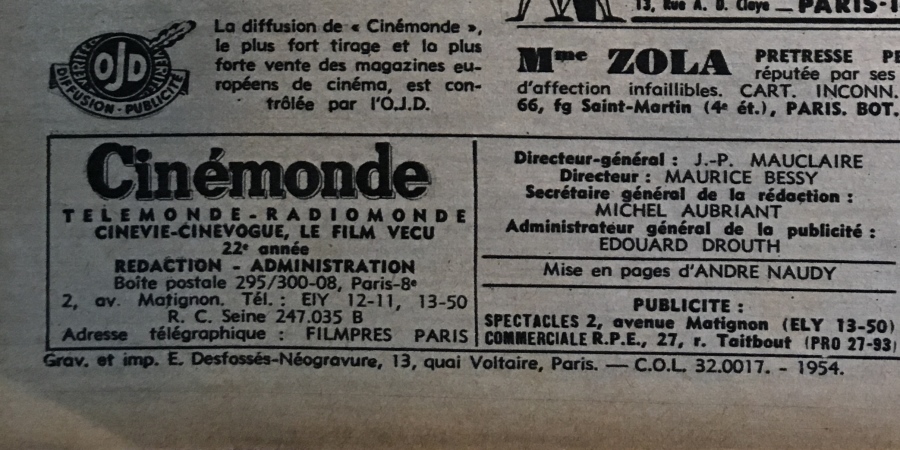 OJD
DIFFUSION - PUBLICITÉ
La diffusion de « Cinémonde »,
le plus fort tirage et la plus
forte vente des magazines eu-
ropéens de cinéma, est con-
trôlée par l'O.J.D.
13, Rue A. D. Claye — PARIS-1
Mme ZOLA PRETRESSE PE
réputée par ses
d'affection infaillibles. CART. INCONN.
66, fg Saint-Martin (4e ét.), PARIS. BOT.
Cinémonde
TELEMONDE-RADIOMONDE
CINEVIE-CINEVOGUE, LE FILM VECU
22e année
REDACTION - ADMINISTRATION
Boîte postale 295/300-08, Paris-8e
2, av. Matignon. Tél. : ElY 12-11, 13-50
R. C. Seine 247.035 B
Adresse télégraphique : FILMPRES PARIS
Directeur-général : J.-P. MAUCLAIRE
Directeur : MAURICE BESSY
Secrétaire général de la rédaction :
MICHEL AUBRIANT
Administrateur général de la publicité :
EDOUARD DROUTH
Mise en pages d'ANDRE NAUDY
PUBLICITE :
SPECTACLES 2, avenue Matignon (ELY 13-50)
COMMERCIALE R.P.E., 27, r. Taitbout (PRO 27-93)
Grav. et imp. E. Desfossés-Néogravure, 13, quai Voltaire, Paris. — C.O.L. 32.0017. - 1954.